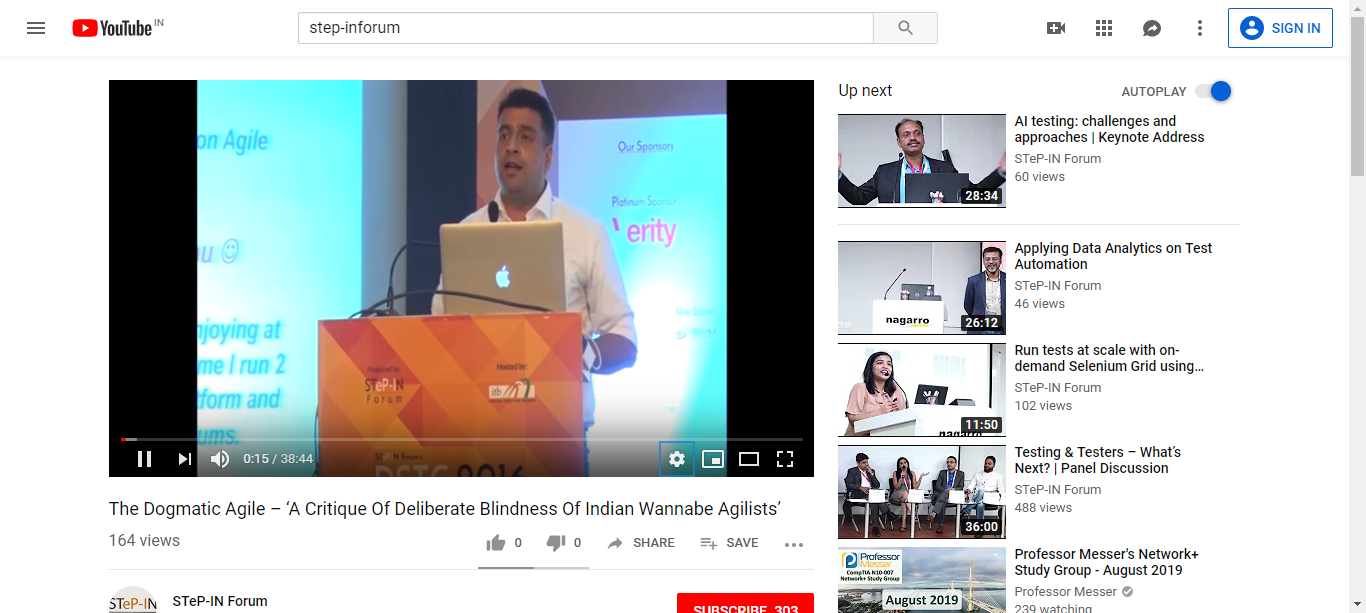 YouTube IN
step-inforum
SIGN IN
on Agile
Our Sponsors
Platinum Sponsor
erity
njoying at
me I run 2
tform and
ums.
Produced by:
STeP-IN
Forum
Hosted by:
itb
STeP-IN Forum's
0:15 / 38:44
The Dogmatic Agile – ‘A Critique Of Deliberate Blindness Of Indian Wannabe Agilists’
164 views
0
0
SHARE
SAVE
STeP-IN
STeP-IN Forum
SUBSCRIBE 303
Up next
AUTOPLAY
28:34
AI testing: challenges and
approaches | Keynote Address
STeP-IN Forum
60 views
nagarro
26:12
Applying Data Analytics on Test
Automation
STeP-IN Forum
46 views
nagarro
11:50
Run tests at scale with on-
demand Selenium Grid using...
STeP-IN Forum
102 views
36:00
Testing & Testers – What’s
Next? | Panel Discussion
STeP-IN Forum
488 views
Professor
Messer
CompTIA N10-007
Network+ Study Group
August 2019
Professor Messer's Network+
Study Group - August 2019
Professor Messer
239 watching